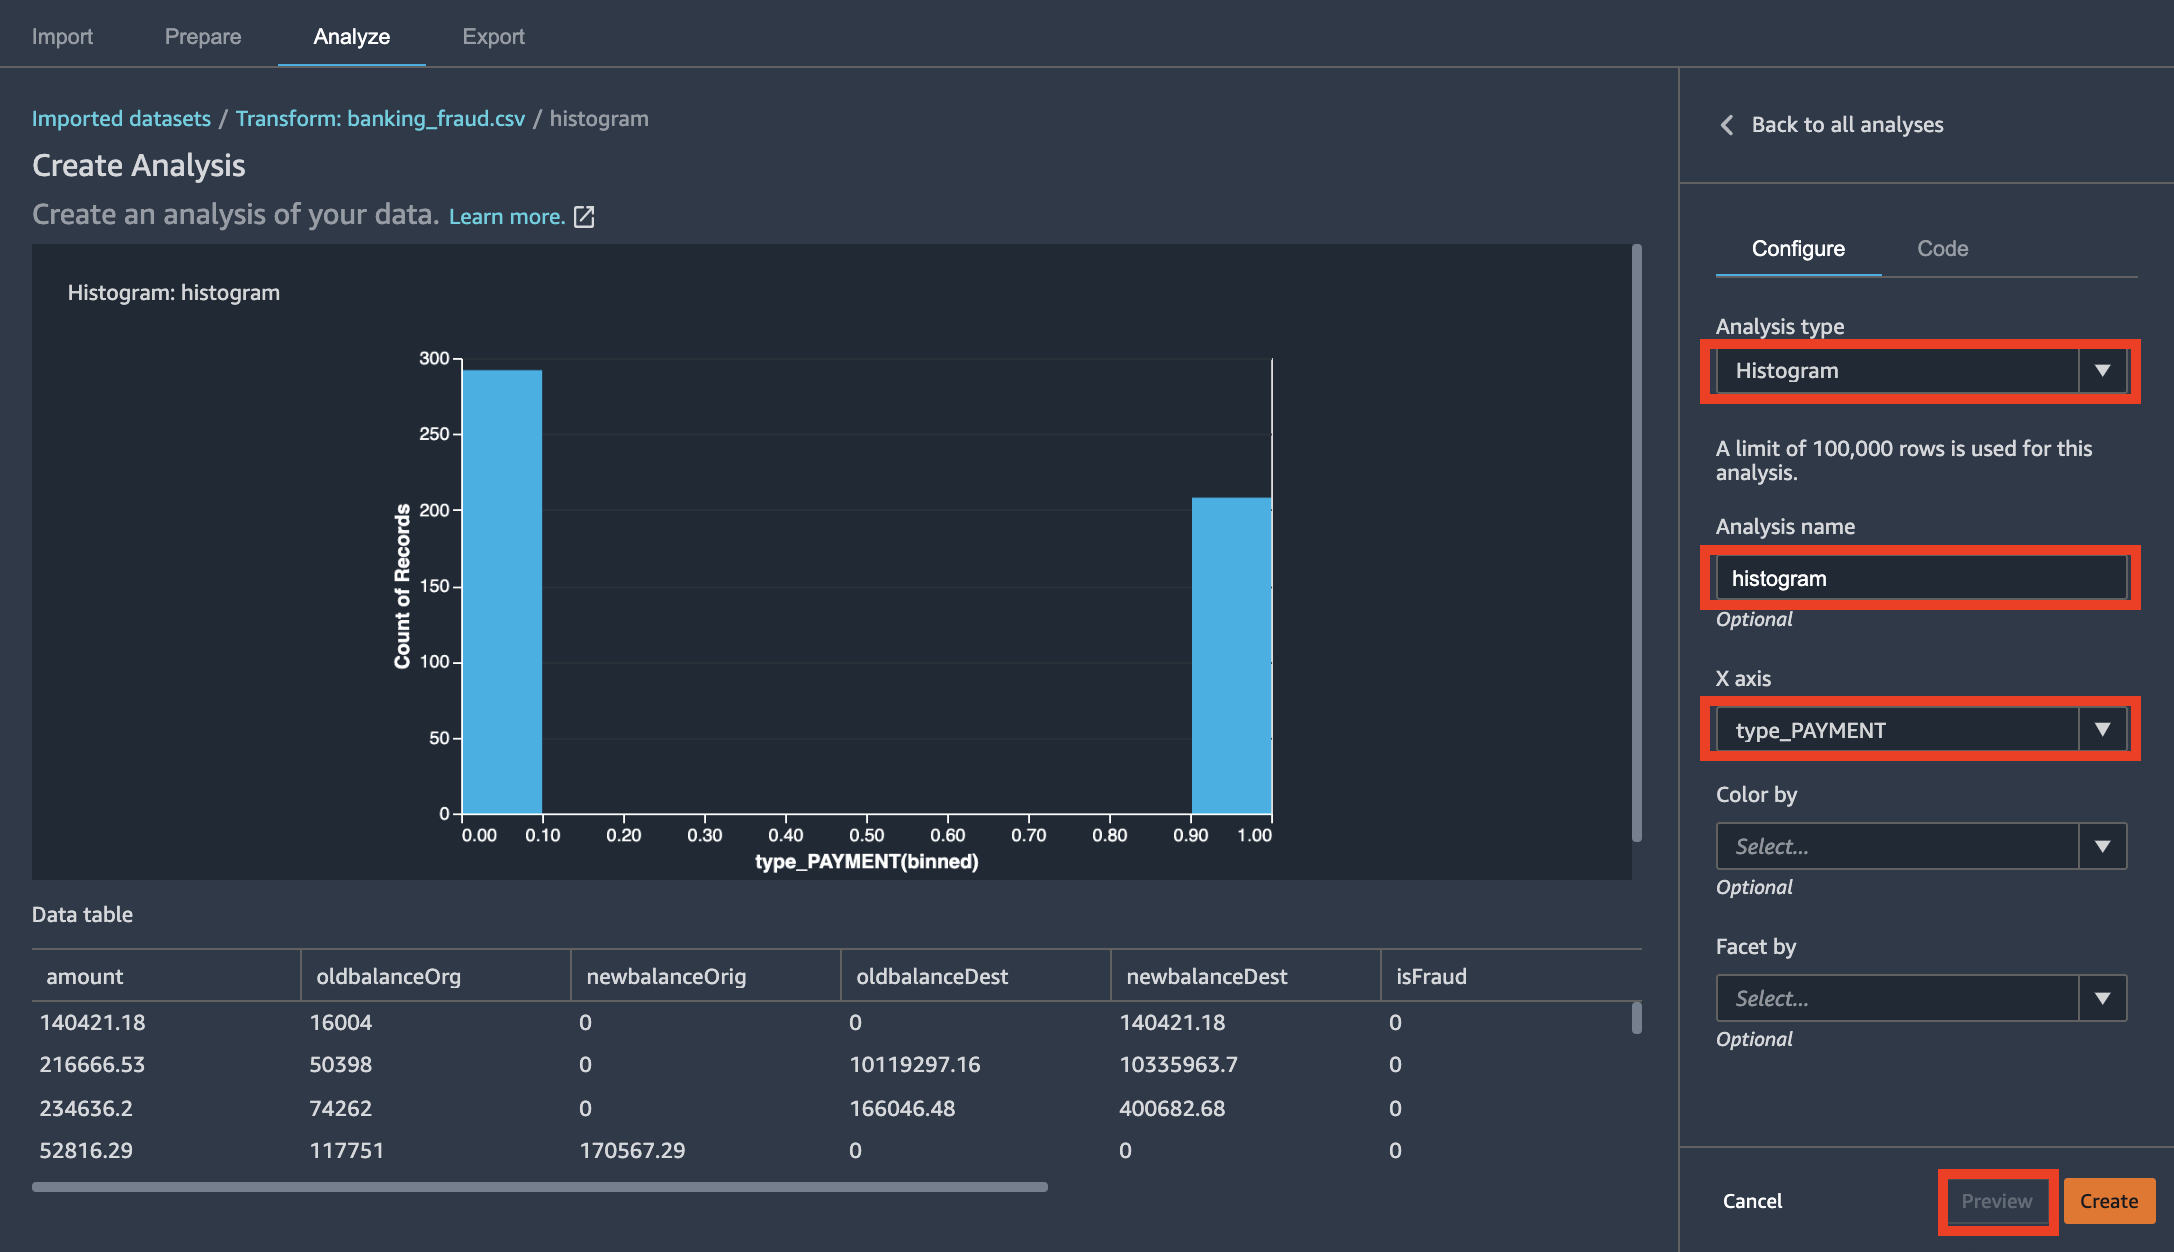 Import Prepare Analyze Export
Imported datasets / Transform: banking_fraud.csv / histogram
Create Analysis
Create an analysis of your data. Learn more.
Histogram: histogram
300
250
200
150
100
50
0
Count of Records
0.00 0.10 0.20 0.30 0.40 0.50 0.60 0.70 0.80 0.90 1.00
type_PAYMENT(binned)
Data table
amount oldbalanceOrg newbalanceOrig oldbalanceDest newbalanceDest isFraud
140421.18 16004 0 0 140421.18 0
216666.53 50398 0 10119297.16 10335963.7 0
234636.2 74262 0 166046.48 400682.68 0
52816.29 117751 170567.29 0 0 0
Back to all analyses
Configure Code
Analysis type
Histogram
A limit of 100,000 rows is used for this
analysis.
Analysis name
histogram
Optional
X axis
type_PAYMENT
Color by
Select...
Optional
Facet by
Select...
Optional
Cancel Preview Create